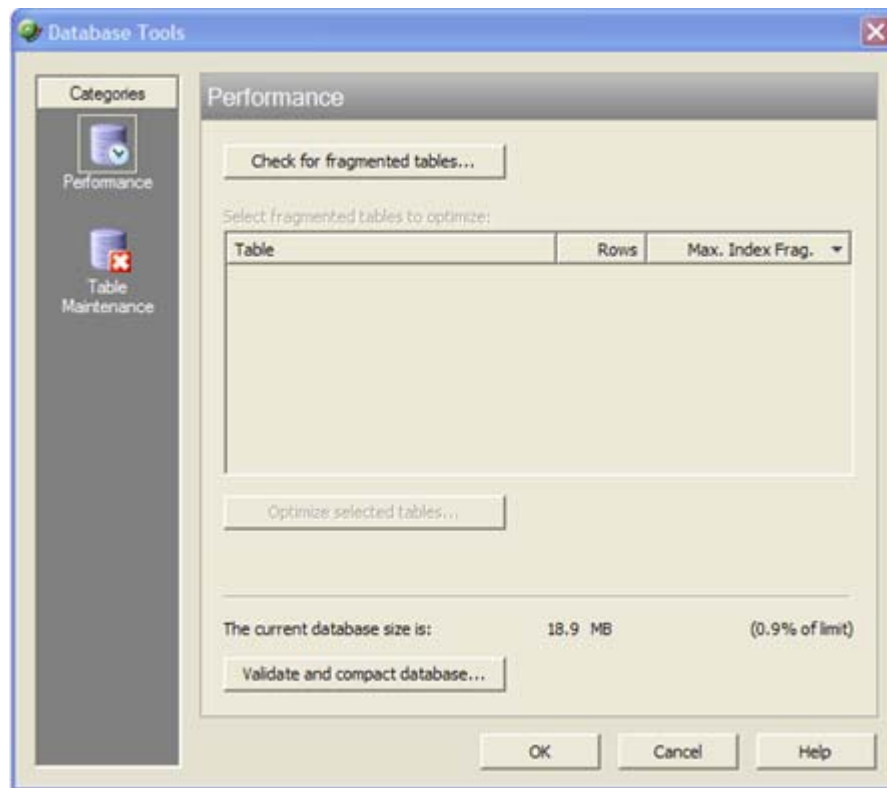 Database Tools
Categories
Performance
Table
Maintenance
Performance
Check for fragmented tables...
Select fragmented tables to optimize:
Table Rows Max. Index Frag.
Optimize selected tables...
The current database size is: 18.9 MB (0.9% of limit)
Validate and compact database...
OK Cancel Help